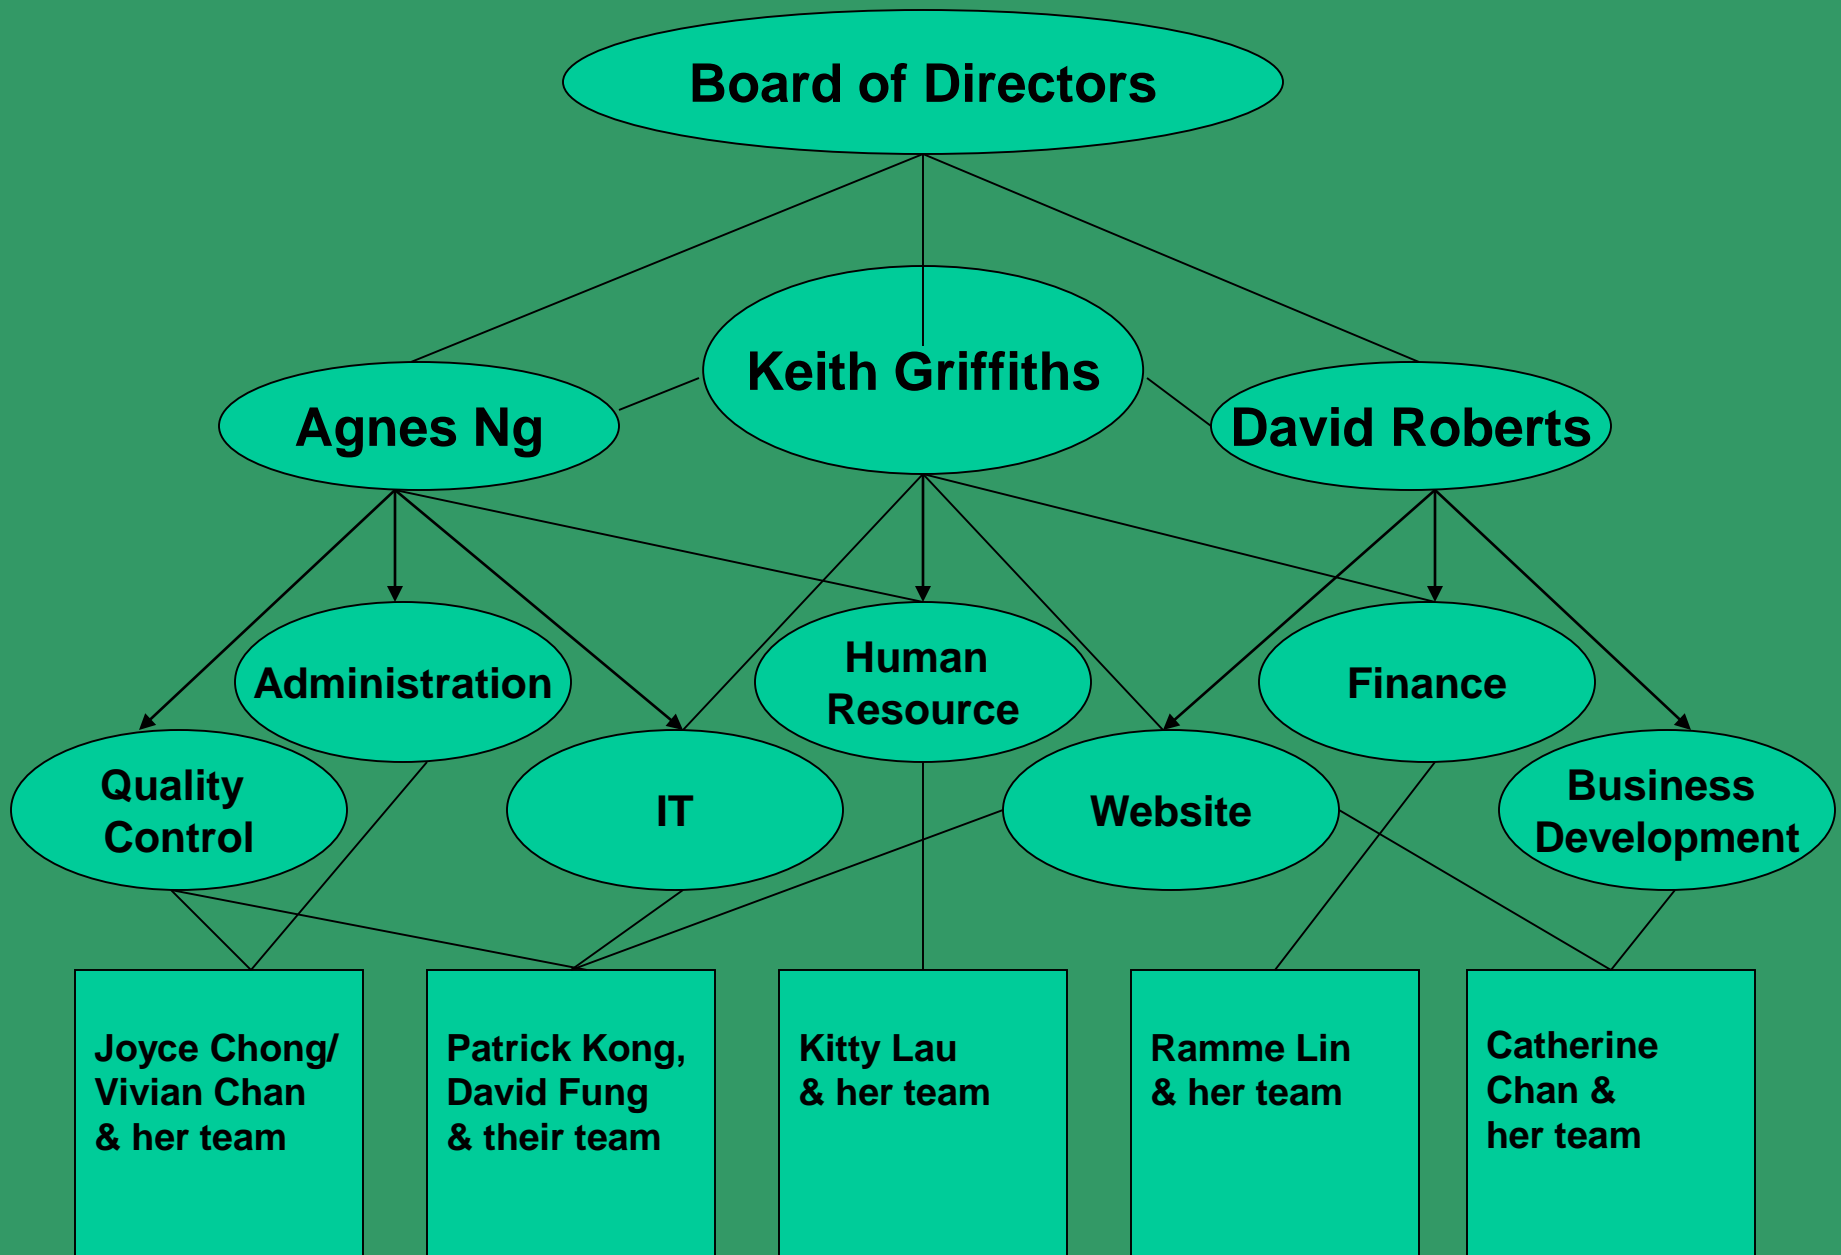 Board of Directors
Keith Griffiths
Agnes Ng
David Roberts
Administration
Human
Resource
Finance
Quality
Control
IT
Website
Business
Development
Joyce Chong/
Vivian Chan
& her team
Patrick Kong,
David Fung
& their team
Kitty Lau
& her team
Ramme Lin
& her team
Catherine
Chan &
her team